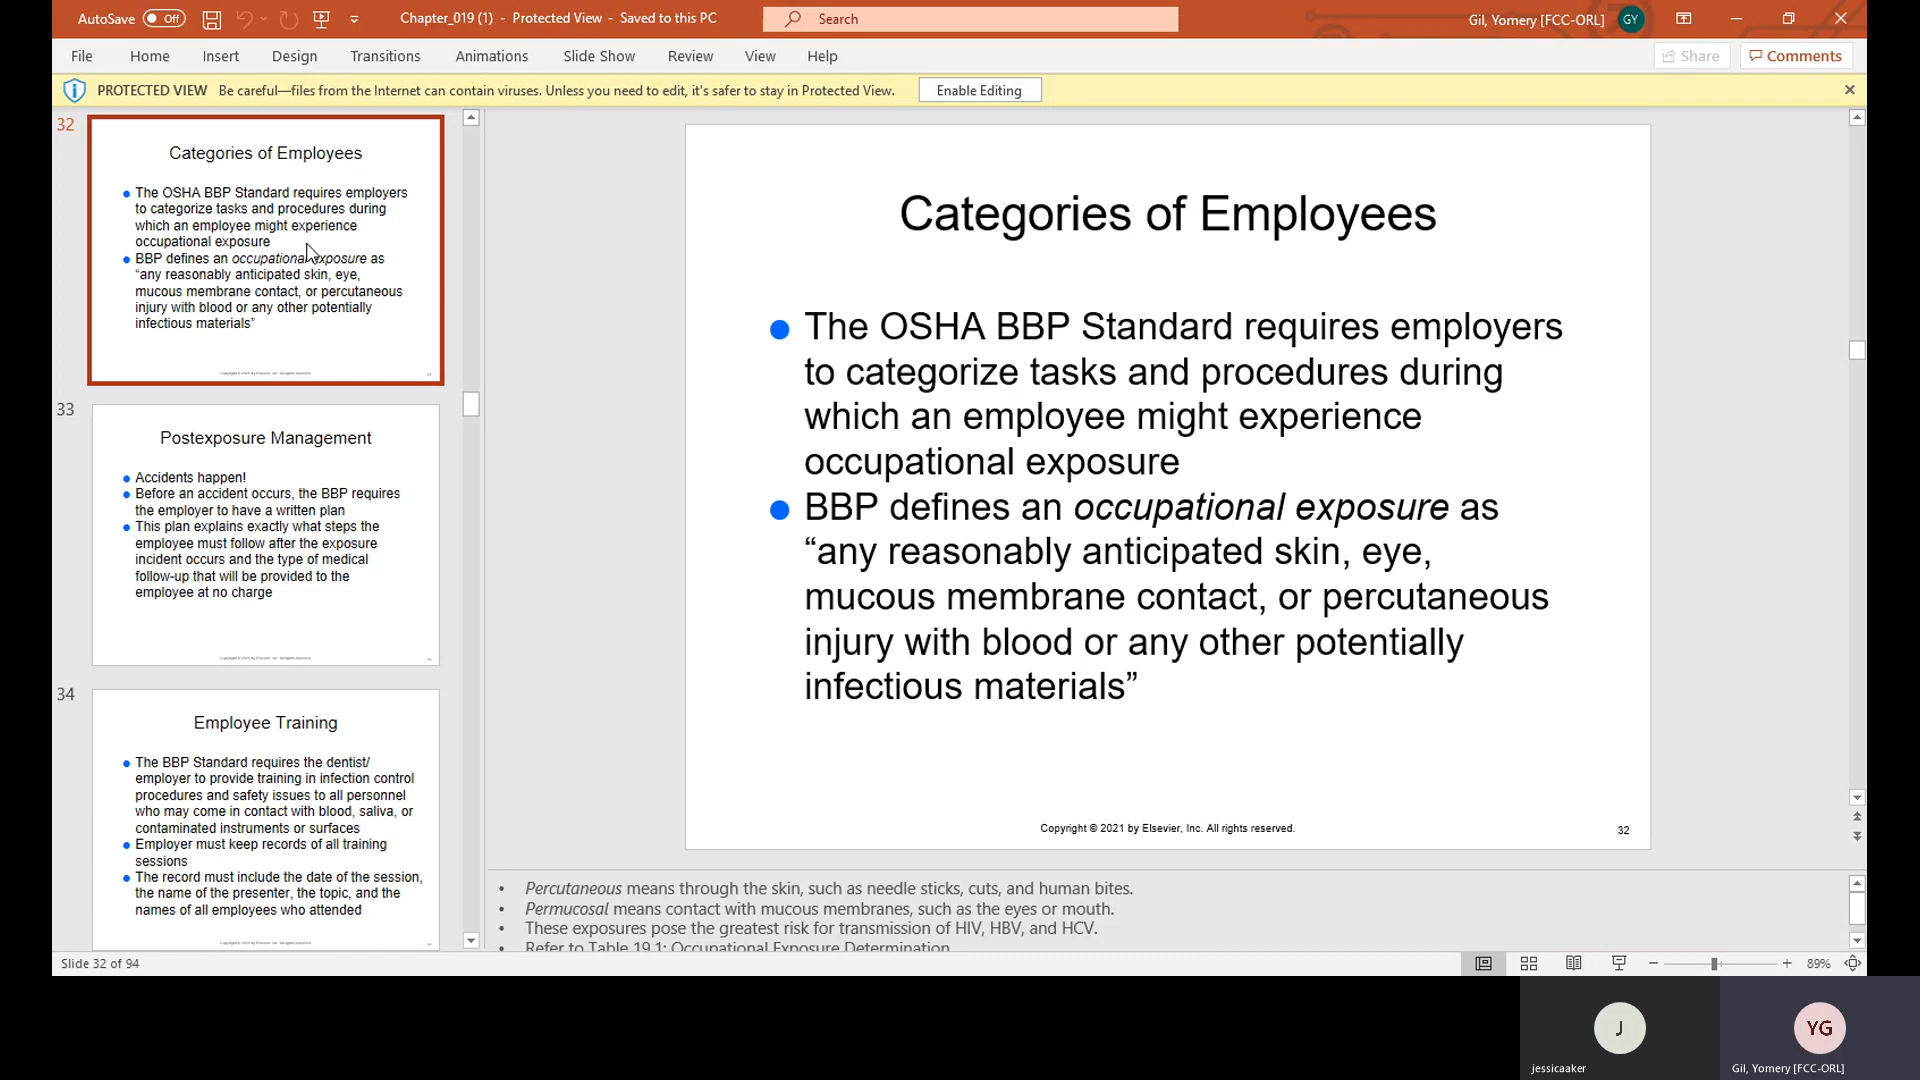 AutoSave Off
Chapter_019 (1) - Protected View - Saved to this PC
Search
Gil, Yomery [FCC-ORL]
GY
File Home Insert Design Transitions Animations Slide Show Review View Help
Share
Comments
PROTECTED VIEW Be careful—files from the Internet can contain viruses. Unless you need to edit, it's safer to stay in Protected View.
Enable Editing
32
Categories of Employees
The OSHA BBP Standard requires employers
to categorize tasks and procedures during
which an employee might experience
occupational exposure
BBP defines an occupational exposure as
“any reasonably anticipated skin, eye,
mucous membrane contact, or percutaneous
injury with blood or any other potentially
infectious materials”
33
Postexposure Management
Accidents happen!
Before an accident occurs, the BBP requires
the employer to have a written plan
This plan explains exactly what steps the
employee must follow after the exposure
incident occurs and the type of medical
follow-up that will be provided to the
employee at no charge
34
Employee Training
The BBP Standard requires the dentist/
employer to provide training in infection control
procedures and safety issues to all personnel
who may come in contact with blood, saliva, or
contaminated instruments or surfaces
Employer must keep records of all training
sessions
The record must include the date of the session,
the name of the presenter, the topic, and the
names of all employees who attended
Categories of Employees
The OSHA BBP Standard requires employers
to categorize tasks and procedures during
which an employee might experience
occupational exposure
BBP defines an occupational exposure as
“any reasonably anticipated skin, eye,
mucous membrane contact, or percutaneous
injury with blood or any other potentially
infectious materials”
Copyright © 2021 by Elsevier, Inc. All rights reserved.
32
• Percutaneous means through the skin, such as needle sticks, cuts, and human bites.
• Permucosal means contact with mucous membranes, such as the eyes or mouth.
• These exposures pose the greatest risk for transmission of HIV, HBV, and HCV.
• Refer to Table 19.1: Occupational Exposure Determination
Slide 32 of 94
89%
J
jessicaaker
YG
Gil, Yomery [FCC-ORL]